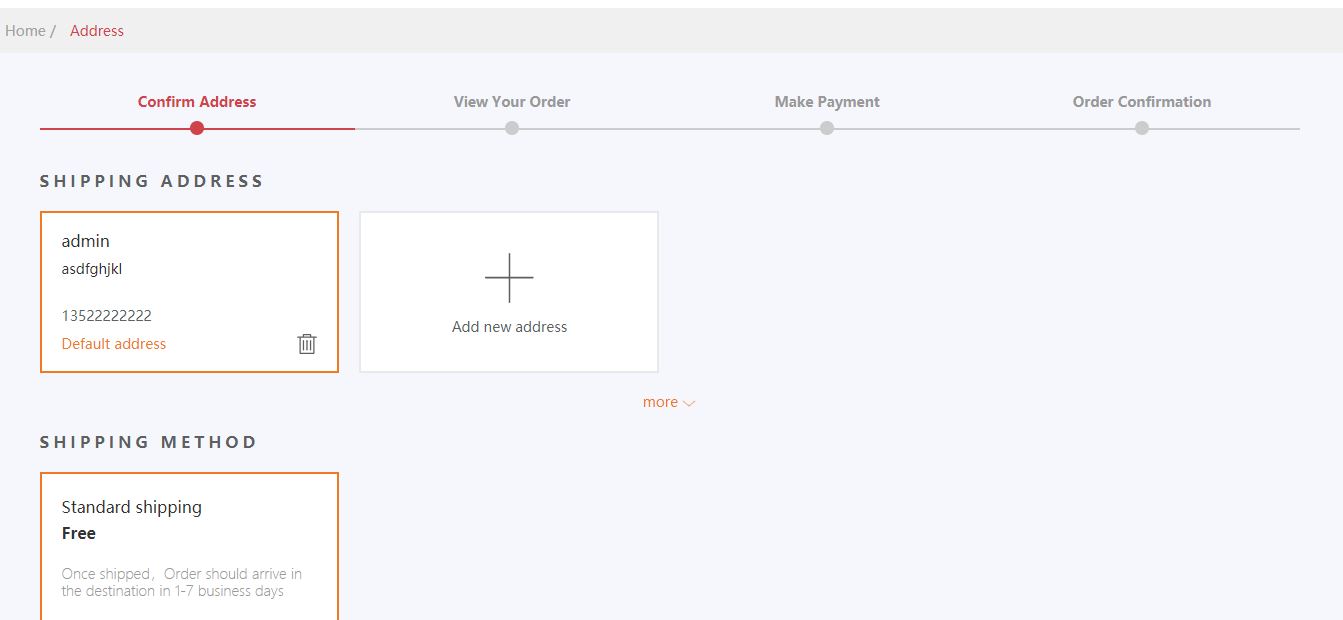 Home / Address
Confirm Address View Your Order Make Payment Order Confirmation
SHIPPING ADDRESS
admin
asdfghjkl
13522222222
Default address
Add new address
more
SHIPPING METHOD
Standard shipping
Free
Once shipped，Order should arrive in
the destination in 1-7 business days